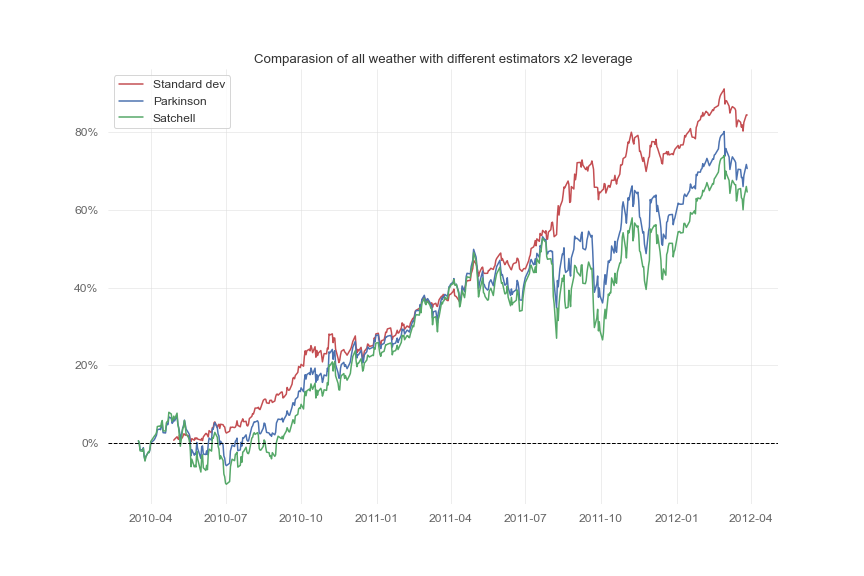 Comparasion of all weather with different estimators x2 leverage
Standard dev
Parkinson
Satchell
80%
60%
40%
20%
0%
2010-04 2010-07 2010-10 2011-01 2011-04 2011-07 2011-10 2012-01 2012-04